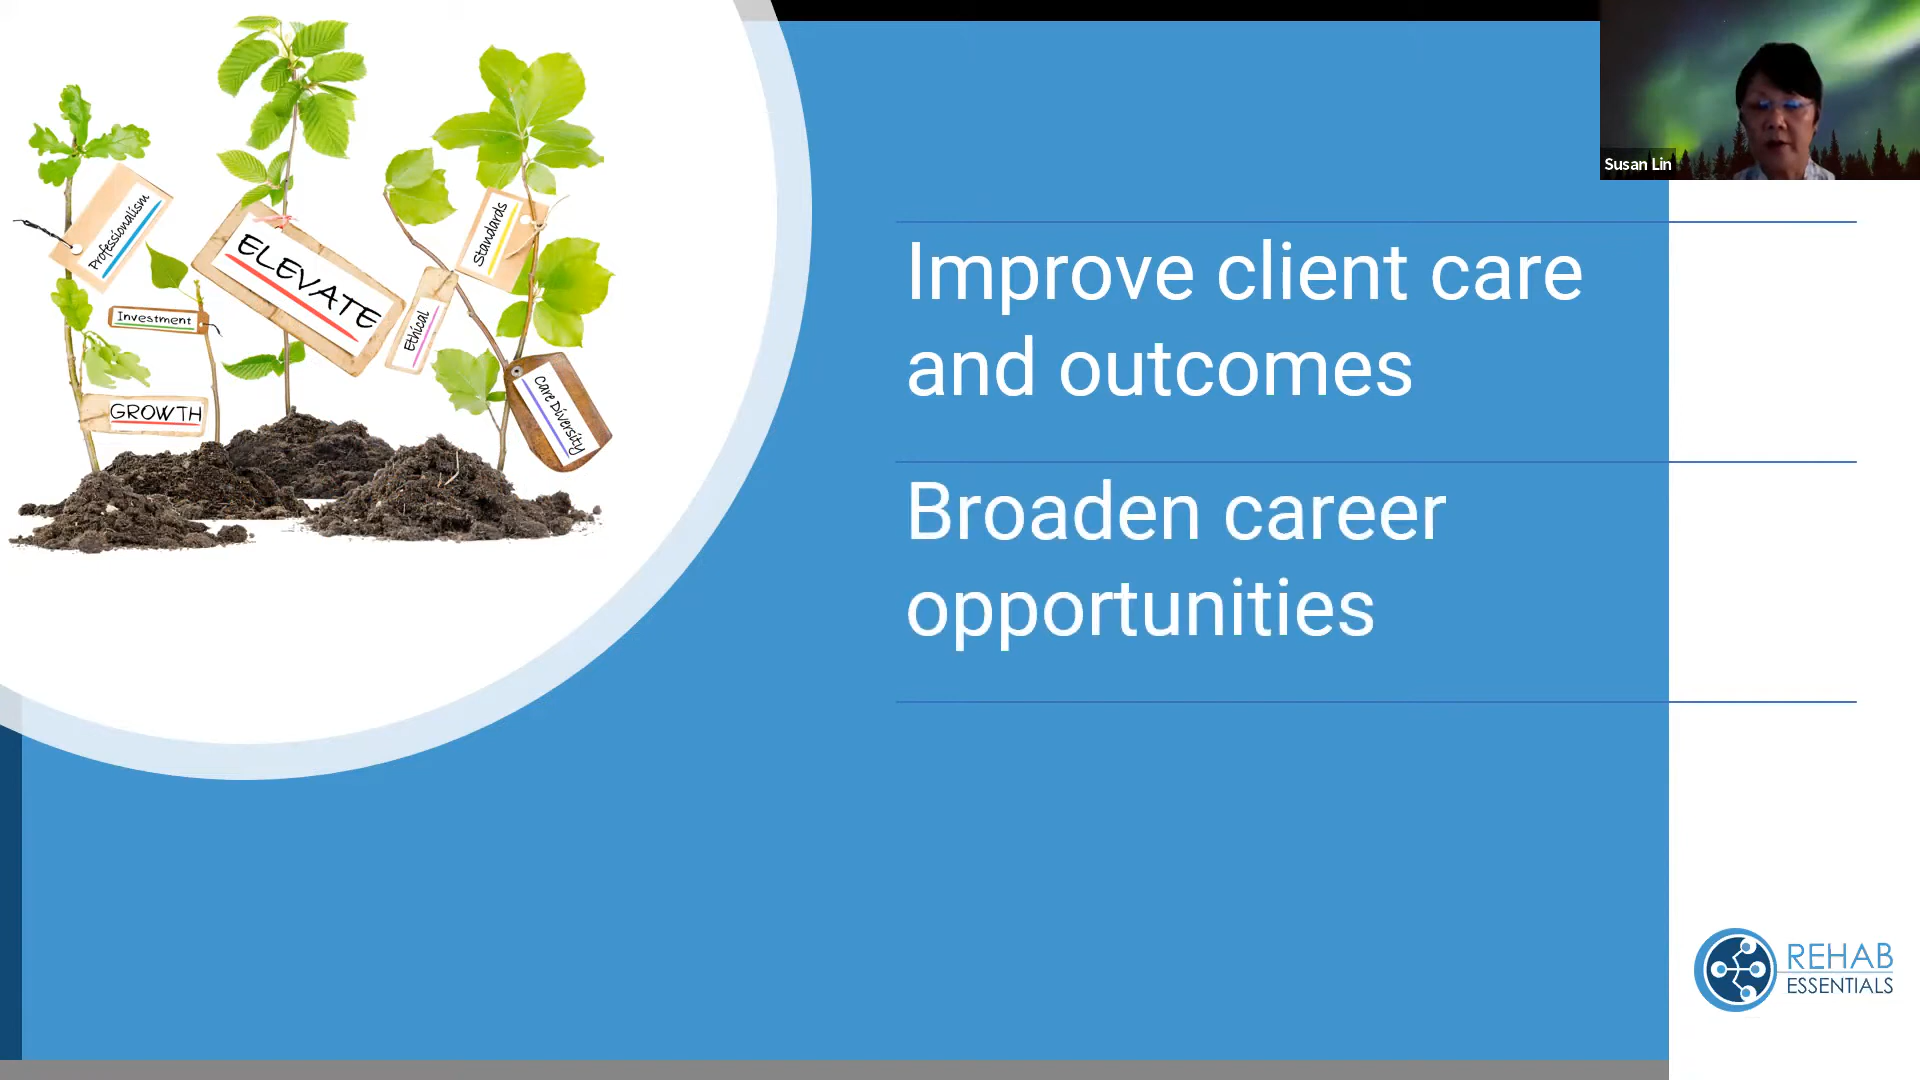 Professionalism
Investment
GROWTH
ELEVATE
Ethical
Standards
Care Diversity
Susan Lin
Improve client care
and outcomes
Broaden career
opportunities
REHAB
ESSENTIALS